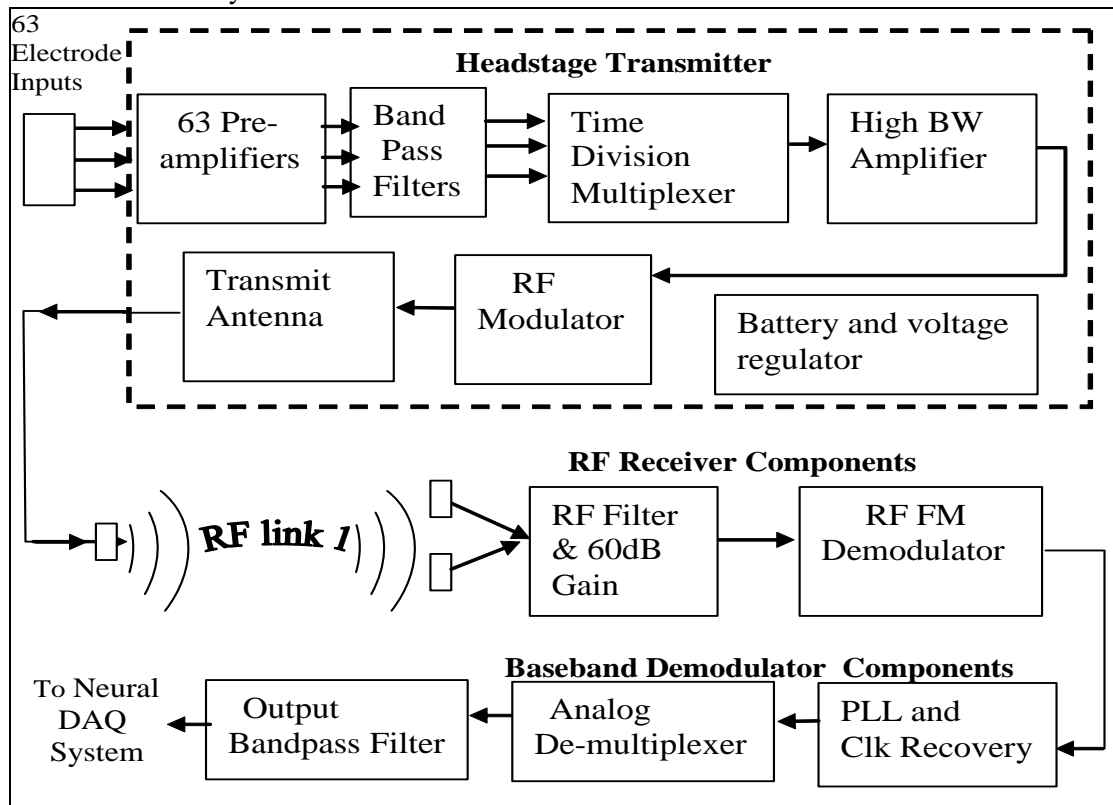 63
Electrode
Inputs
Headstage Transmitter
63 Pre-
amplifiers
Band
Pass
Filters
Time
Division
Multiplexer
High BW
Amplifier
Transmit
Antenna
RF
Modulator
Battery and voltage
regulator
RF Receiver Components
RF link 1
RF Filter
& 60dB
Gain
RF FM
Demodulator
Baseband Demodulator Components
To Neural
DAQ
System
Output
Bandpass Filter
Analog
De-multiplexer
PLL and
Clk Recovery